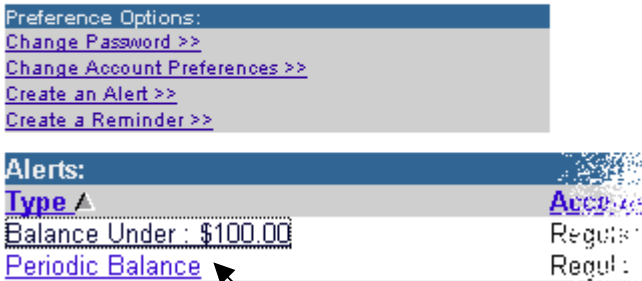 Preference Options:
Change Password >>
Change Account Preferences >>
Create an Alert >>
Create a Reminder >>
Alerts:
Type
Balance Under : $100.00
Periodic Balance